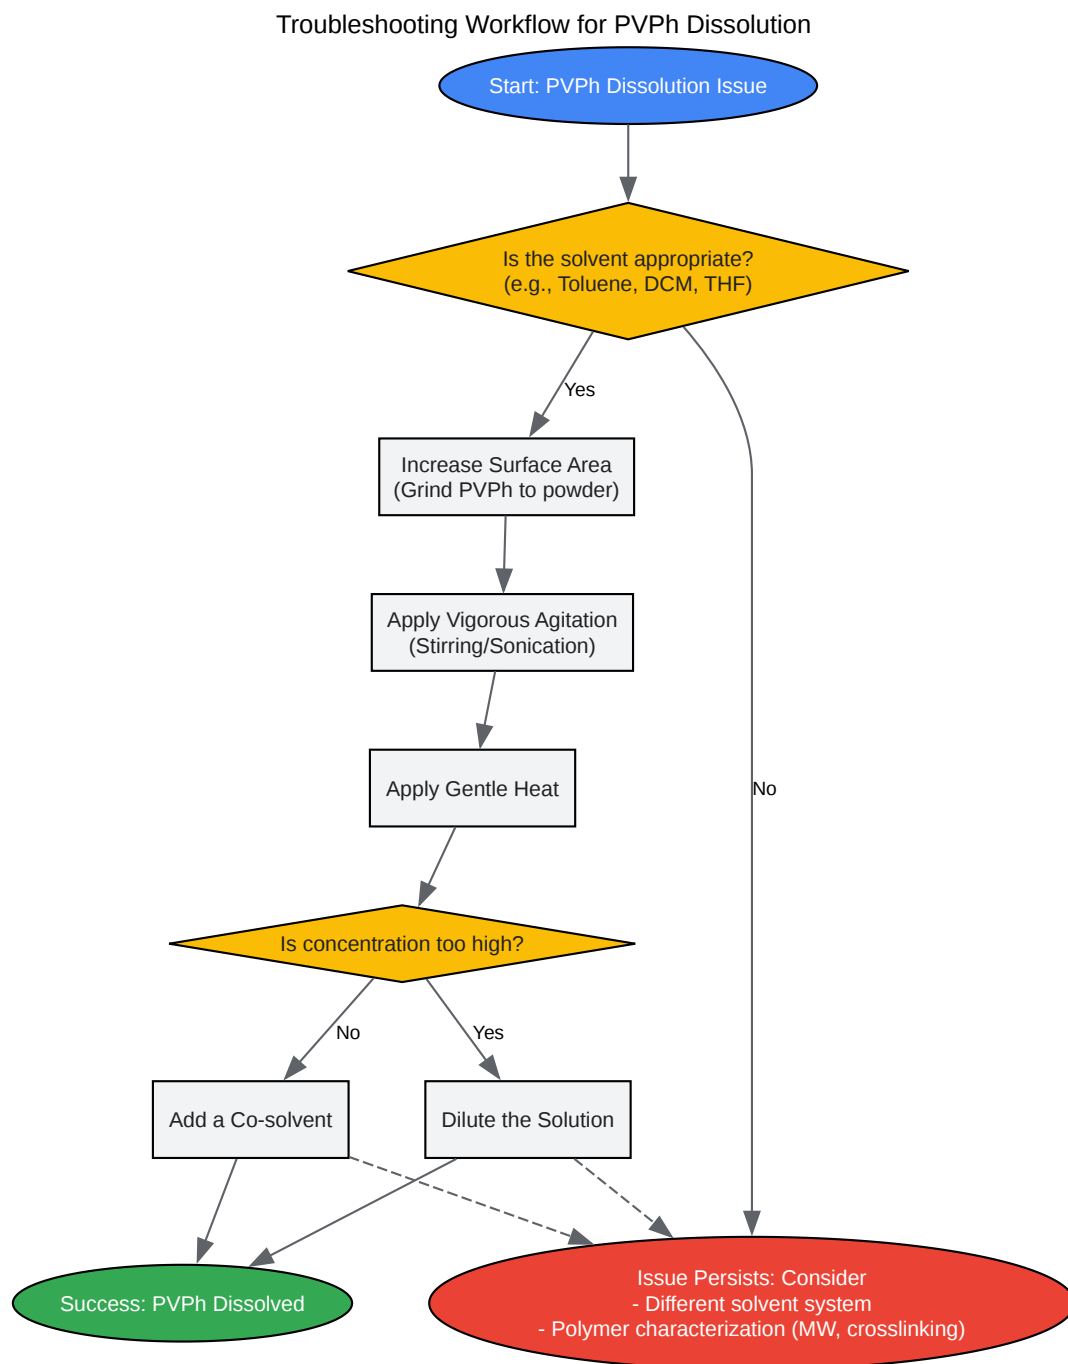 Troubleshooting Workflow for PVPh Dissolution
Start: PVPh Dissolution Issue
Is the solvent appropriate?
(e.g., Toluene, DCM, THF)
Yes
Increase Surface Area
(Grind PVPh to powder)
Apply Vigorous Agitation
(Stirring/Sonication)
Apply Gentle Heat
No
Is concentration too high?
No
Yes
Add a Co-solvent
Dilute the Solution
Success: PVPh Dissolved
Issue Persists: Consider
- Different solvent system
- Polymer characterization (MW, crosslinking)